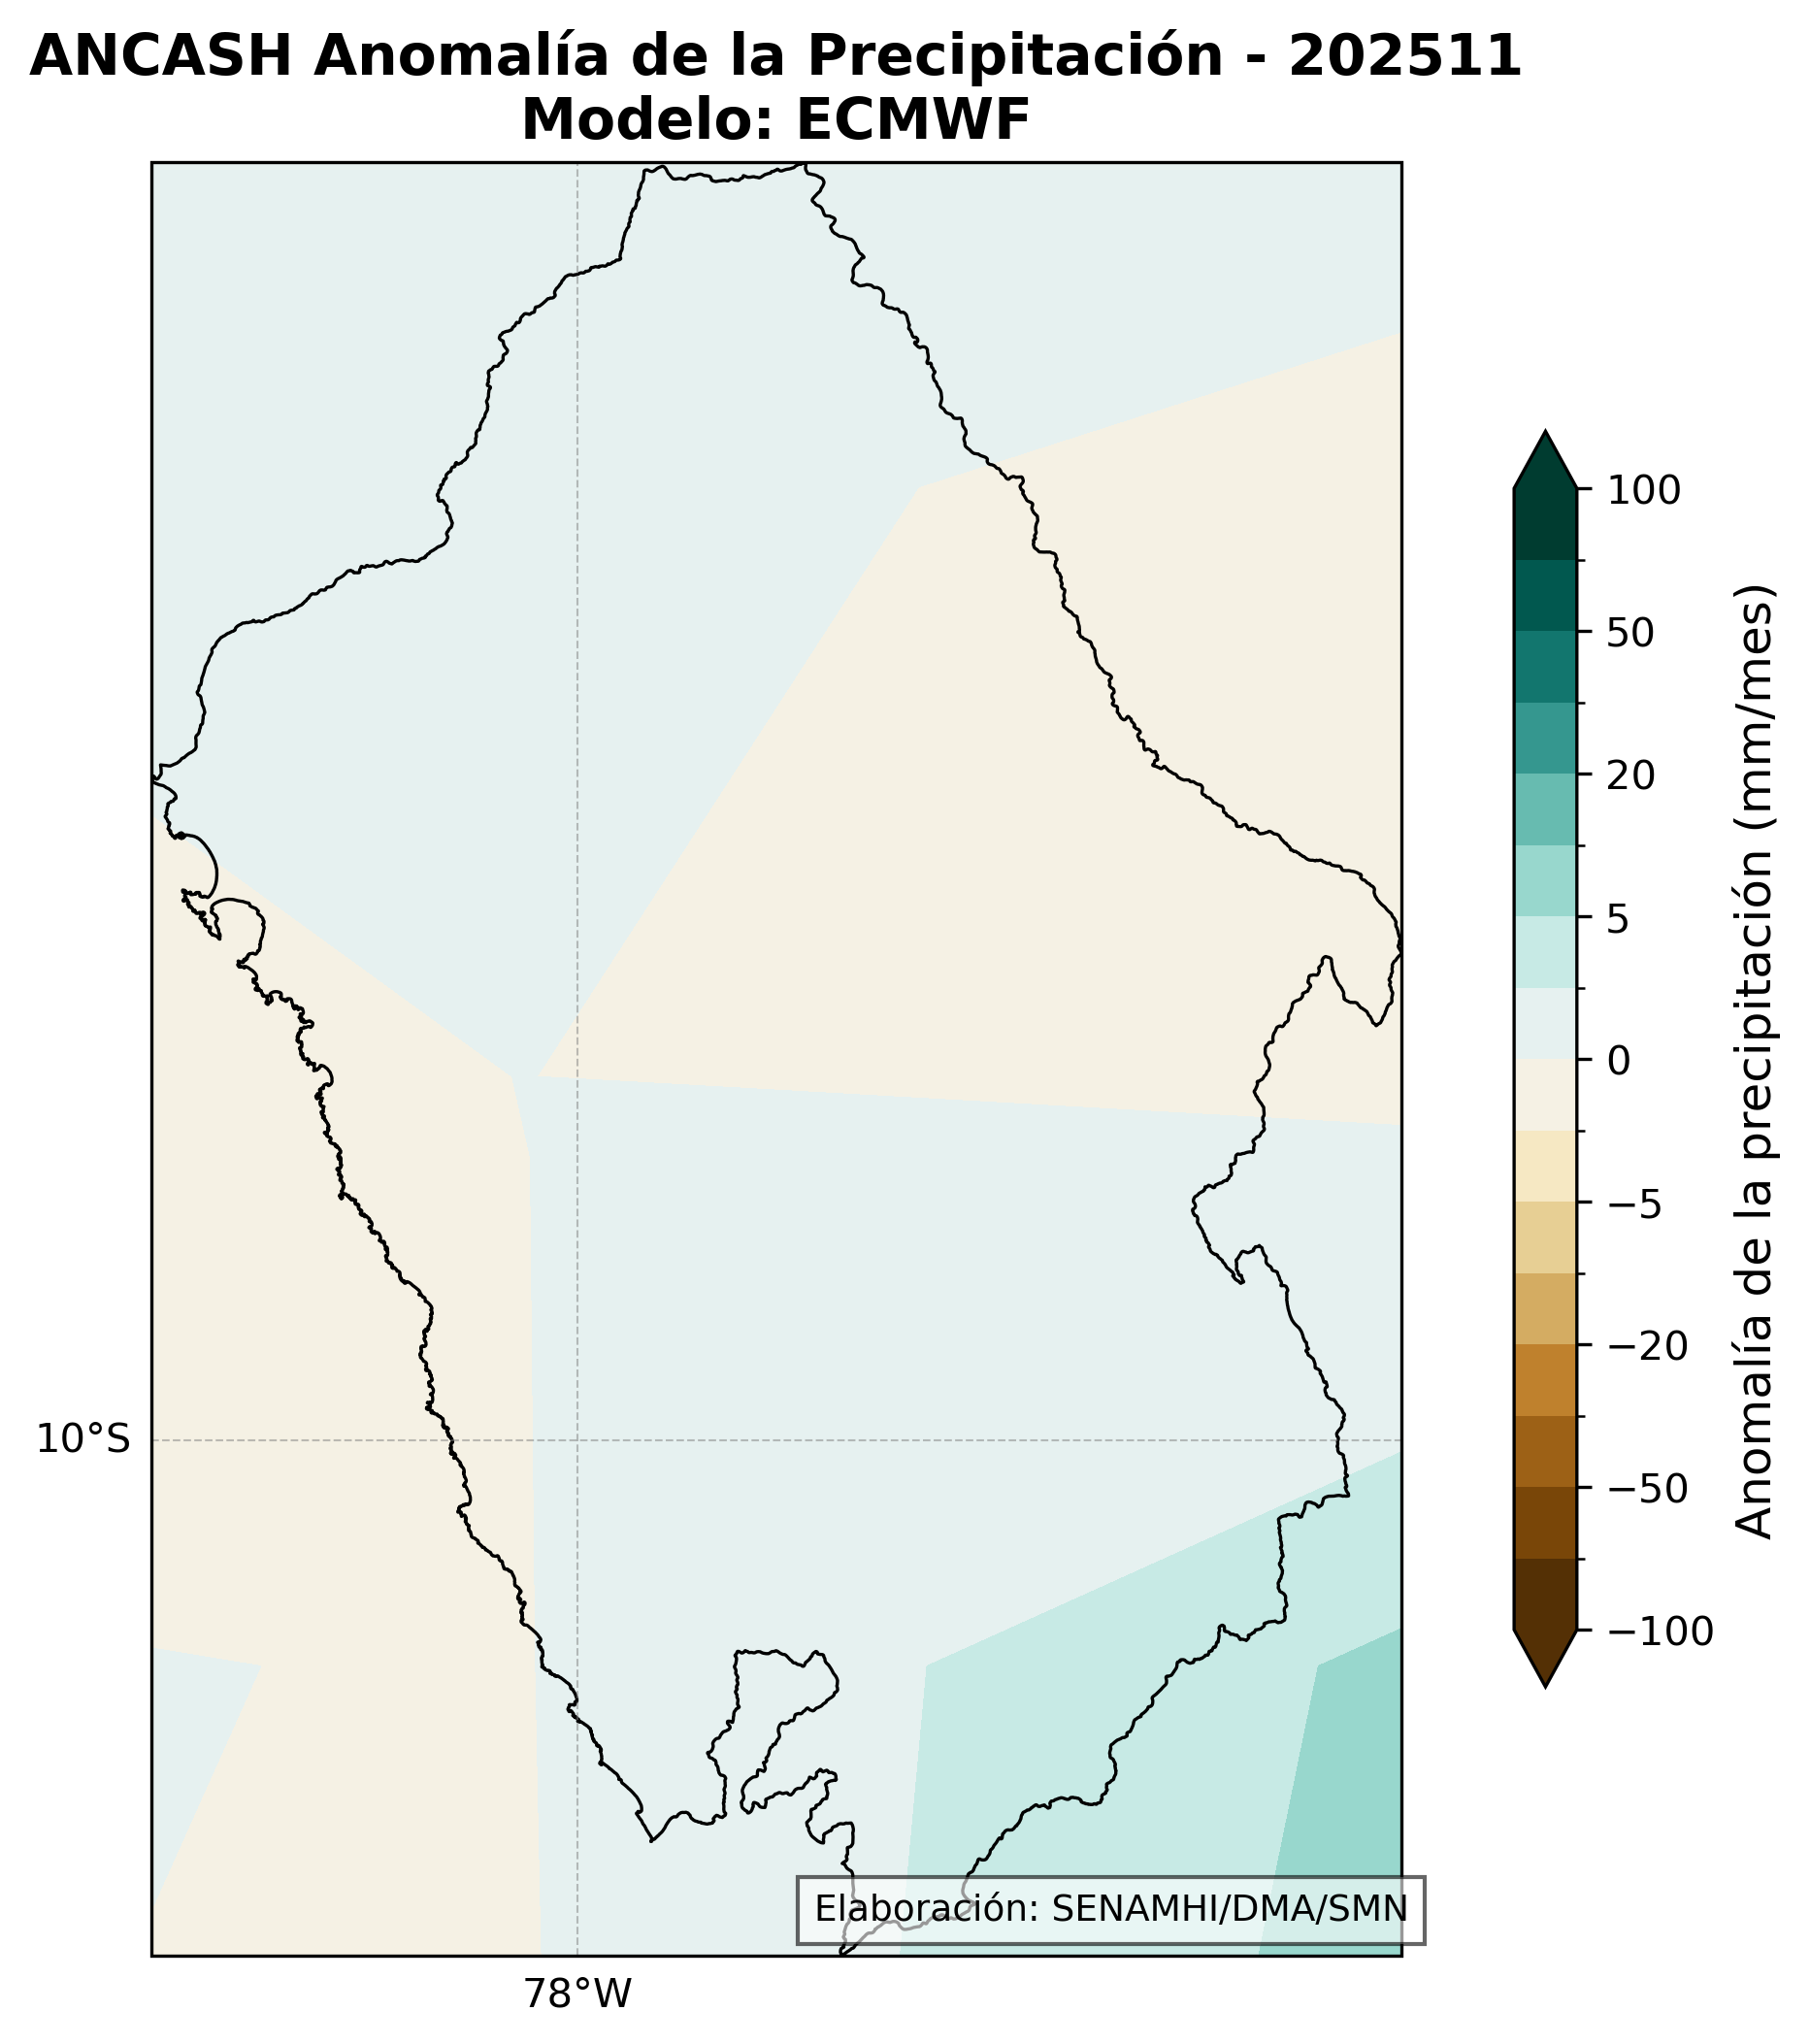 ANCASH Anomalía de la Precipitación - 202511
Modelo: ECMWF
100
50
20
5
0
−5
−20
−50
−100
Anomalía de la precipitación (mm/mes)
10°S
78°W
Elaboración: SENAMHI/DMA/SMN